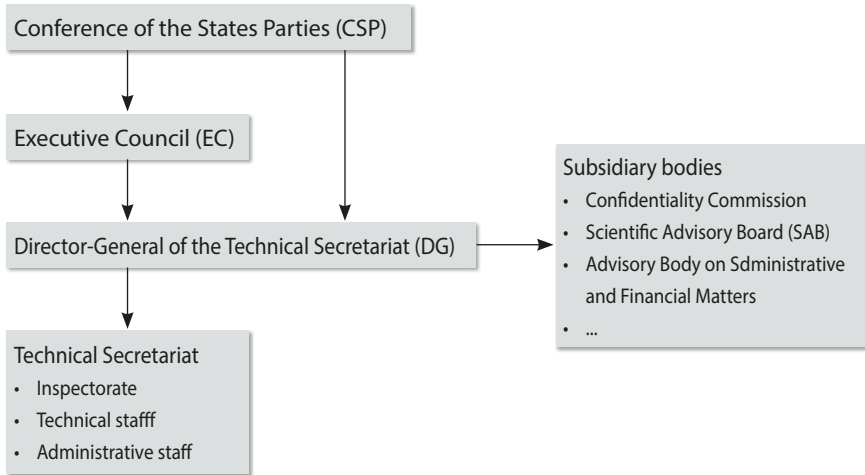 Conference of the States Parties (CSP)
Executive Council (EC)
Director-General of the Technical Secretariat (DG)
Subsidiary bodies
• Confidentiality Commission
• Scientific Advisory Board (SAB)
• Advisory Body on Sdministrative
and Financial Matters
• ...
Technical Secretariat
• Inspectorate
• Technical stafff
• Administrative staff